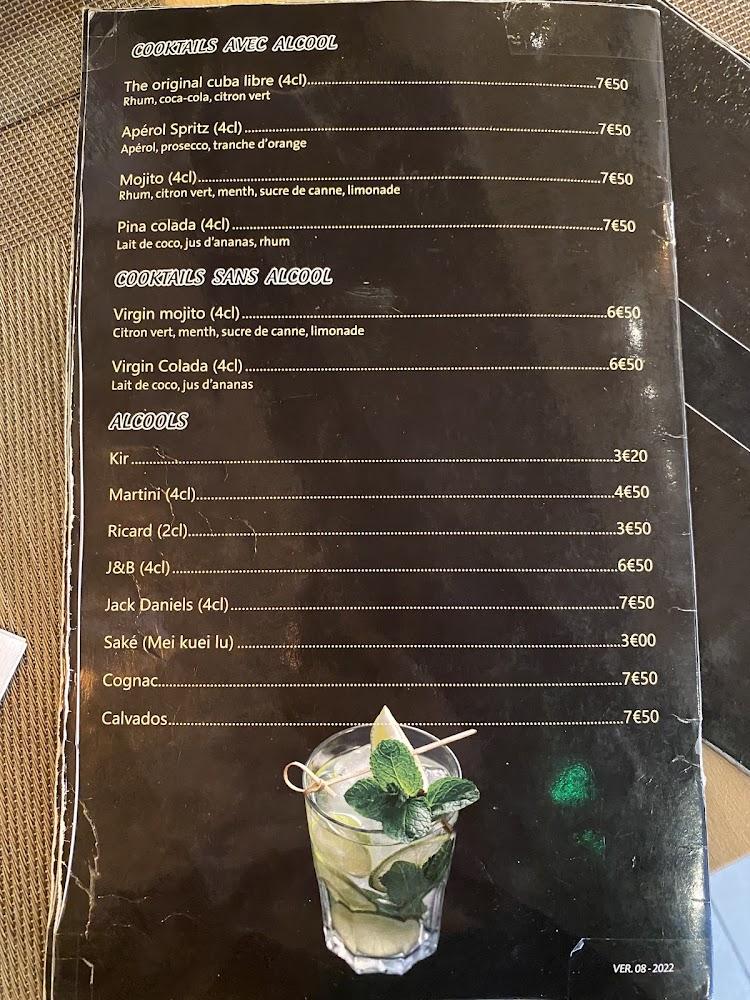 COOKTAILS AVEC ALCOOL
The original cuba libre (4cl)..........7€50
Rhum, coca-cola, citron vert
Apérol Spritz (4cl)..........7€50
Apérol, prosecco, tranche d'orange
Mojito (4cl)..........7€50
Rhum, citron vert, menth, sucre de canne, limonade
Pina colada (4cl)..........7€50
Lait de coco, jus d'ananas, rhum
COOKTAILS SANS ALCOOL
Virgin mojito (4cl)..........6€50
Citron vert, menth, sucre de canne, limonade
Virgin Colada (4cl)..........6€50
Lait de coco, jus d'ananas
ALCOOLS
Kir..........3€20
Martini (4cl)..........4€50
Ricard (2cl)..........3€50
J&B (4cl)..........6€50
Jack Daniels (4cl)..........7€50
Saké (Mei kuei lu)..........3€00
Cognac..........7€50
Calvados..........7€50
VER. 08 - 2022